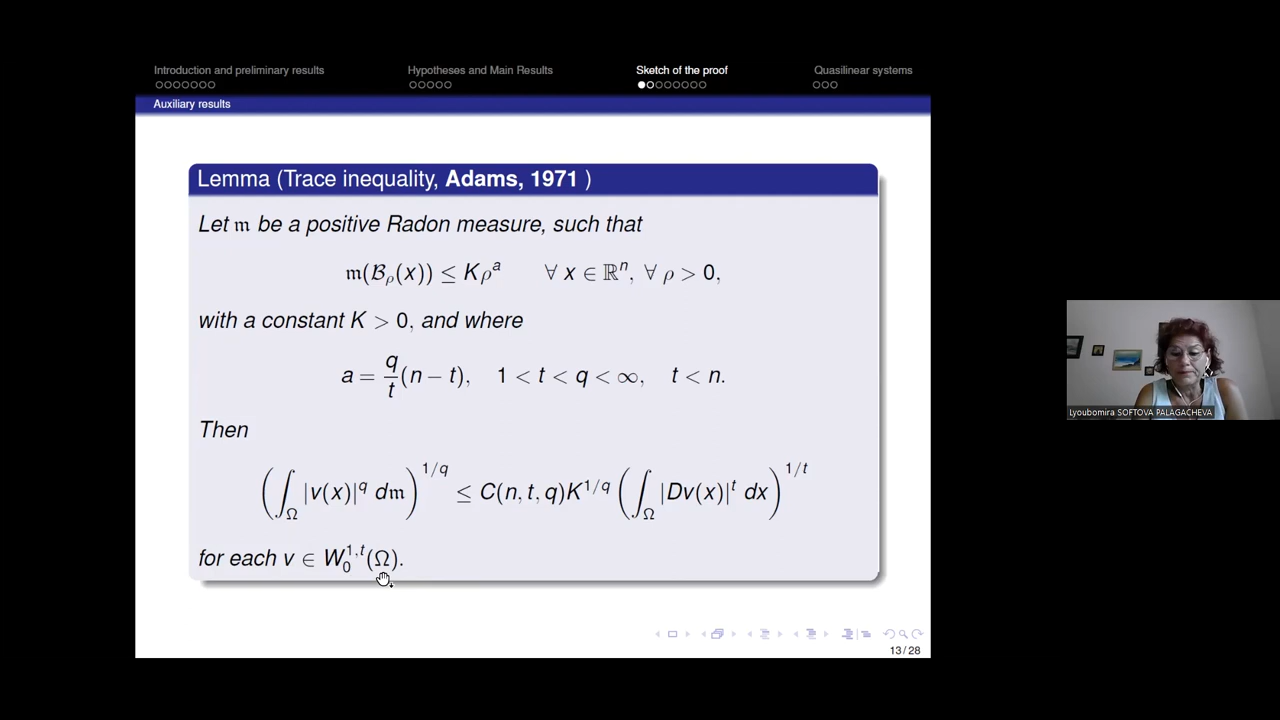 Introduction and preliminary results Hypotheses and Main Results Sketch of the proof Quasilinear systems
Auxiliary results
Lemma (Trace inequality, Adams, 1971 )
Let 𝔪 be a positive Radon measure, such that
𝔪(ℬ_ρ(x)) ≤ Kρ^a ∀ x ∈ ℝ^n, ∀ ρ > 0,
with a constant K > 0, and where
a = q/t (n − t), 1 < t < q < ∞, t < n.
Then
(∫_Ω |v(x)|^q d𝔪)^{1/q} ≤ C(n, t, q)K^{1/q} (∫_Ω |Dv(x)|^t dx)^{1/t}
for each v ∈ W_0^{1,t}(Ω).
13 / 28
Lyoubomira SOFTOVA PALAGACHEVA